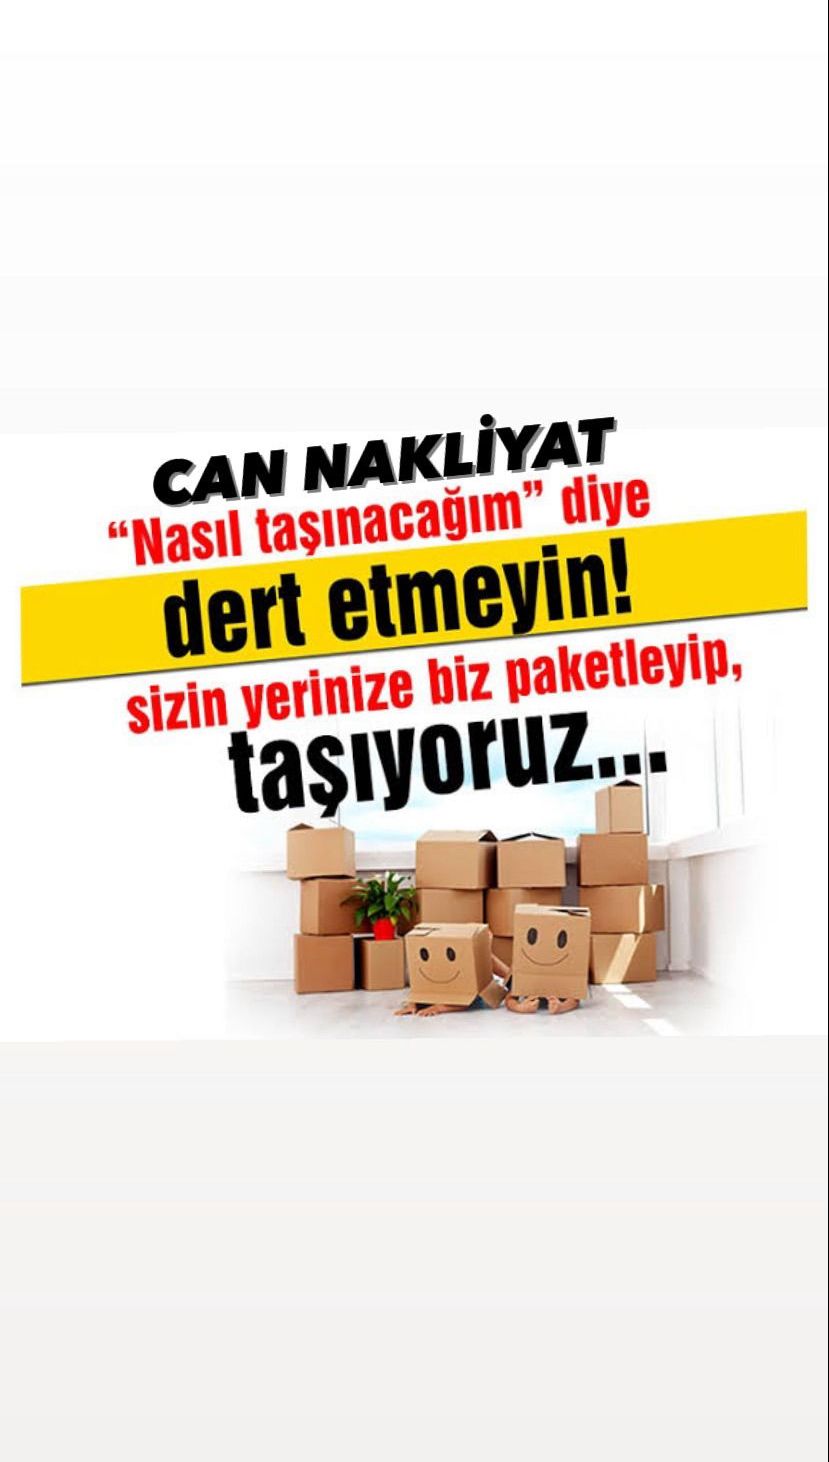 CAN NAKLİYAT
“Nasıl taşınacağım” diye
dert etmeyin!
sizin yerinize biz paketleyip,
taşıyoruz...